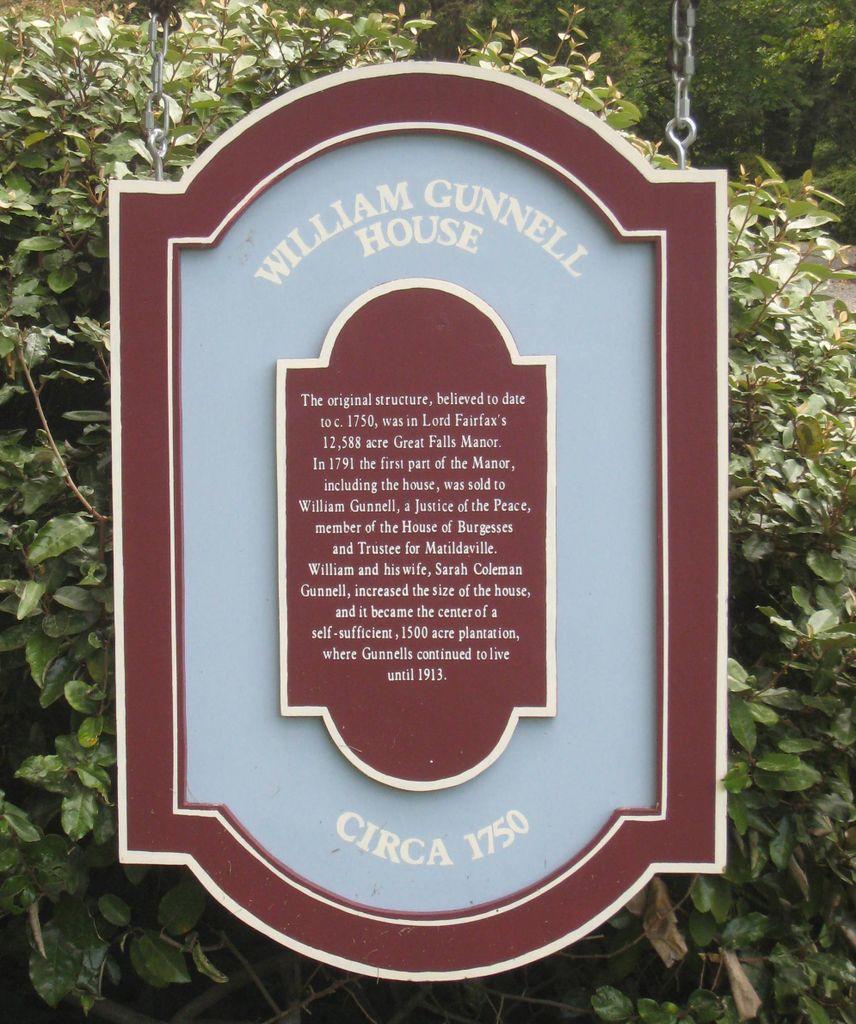 WILLIAM GUNNELL
HOUSE
The original structure, believed to date
to c. 1750, was in Lord Fairfax's
12,588 acre Great Falls Manor.
In 1791 the first part of the Manor,
including the house, was sold to
William Gunnell, a Justice of the Peace,
member of the House of Burgesses
and Trustee for Matildaville.
William and his wife, Sarah Coleman
Gunnell, increased the size of the house,
and it became the center of a
self-sufficient, 1500 acre plantation,
where Gunnells continued to live
until 1913.
CIRCA 1750